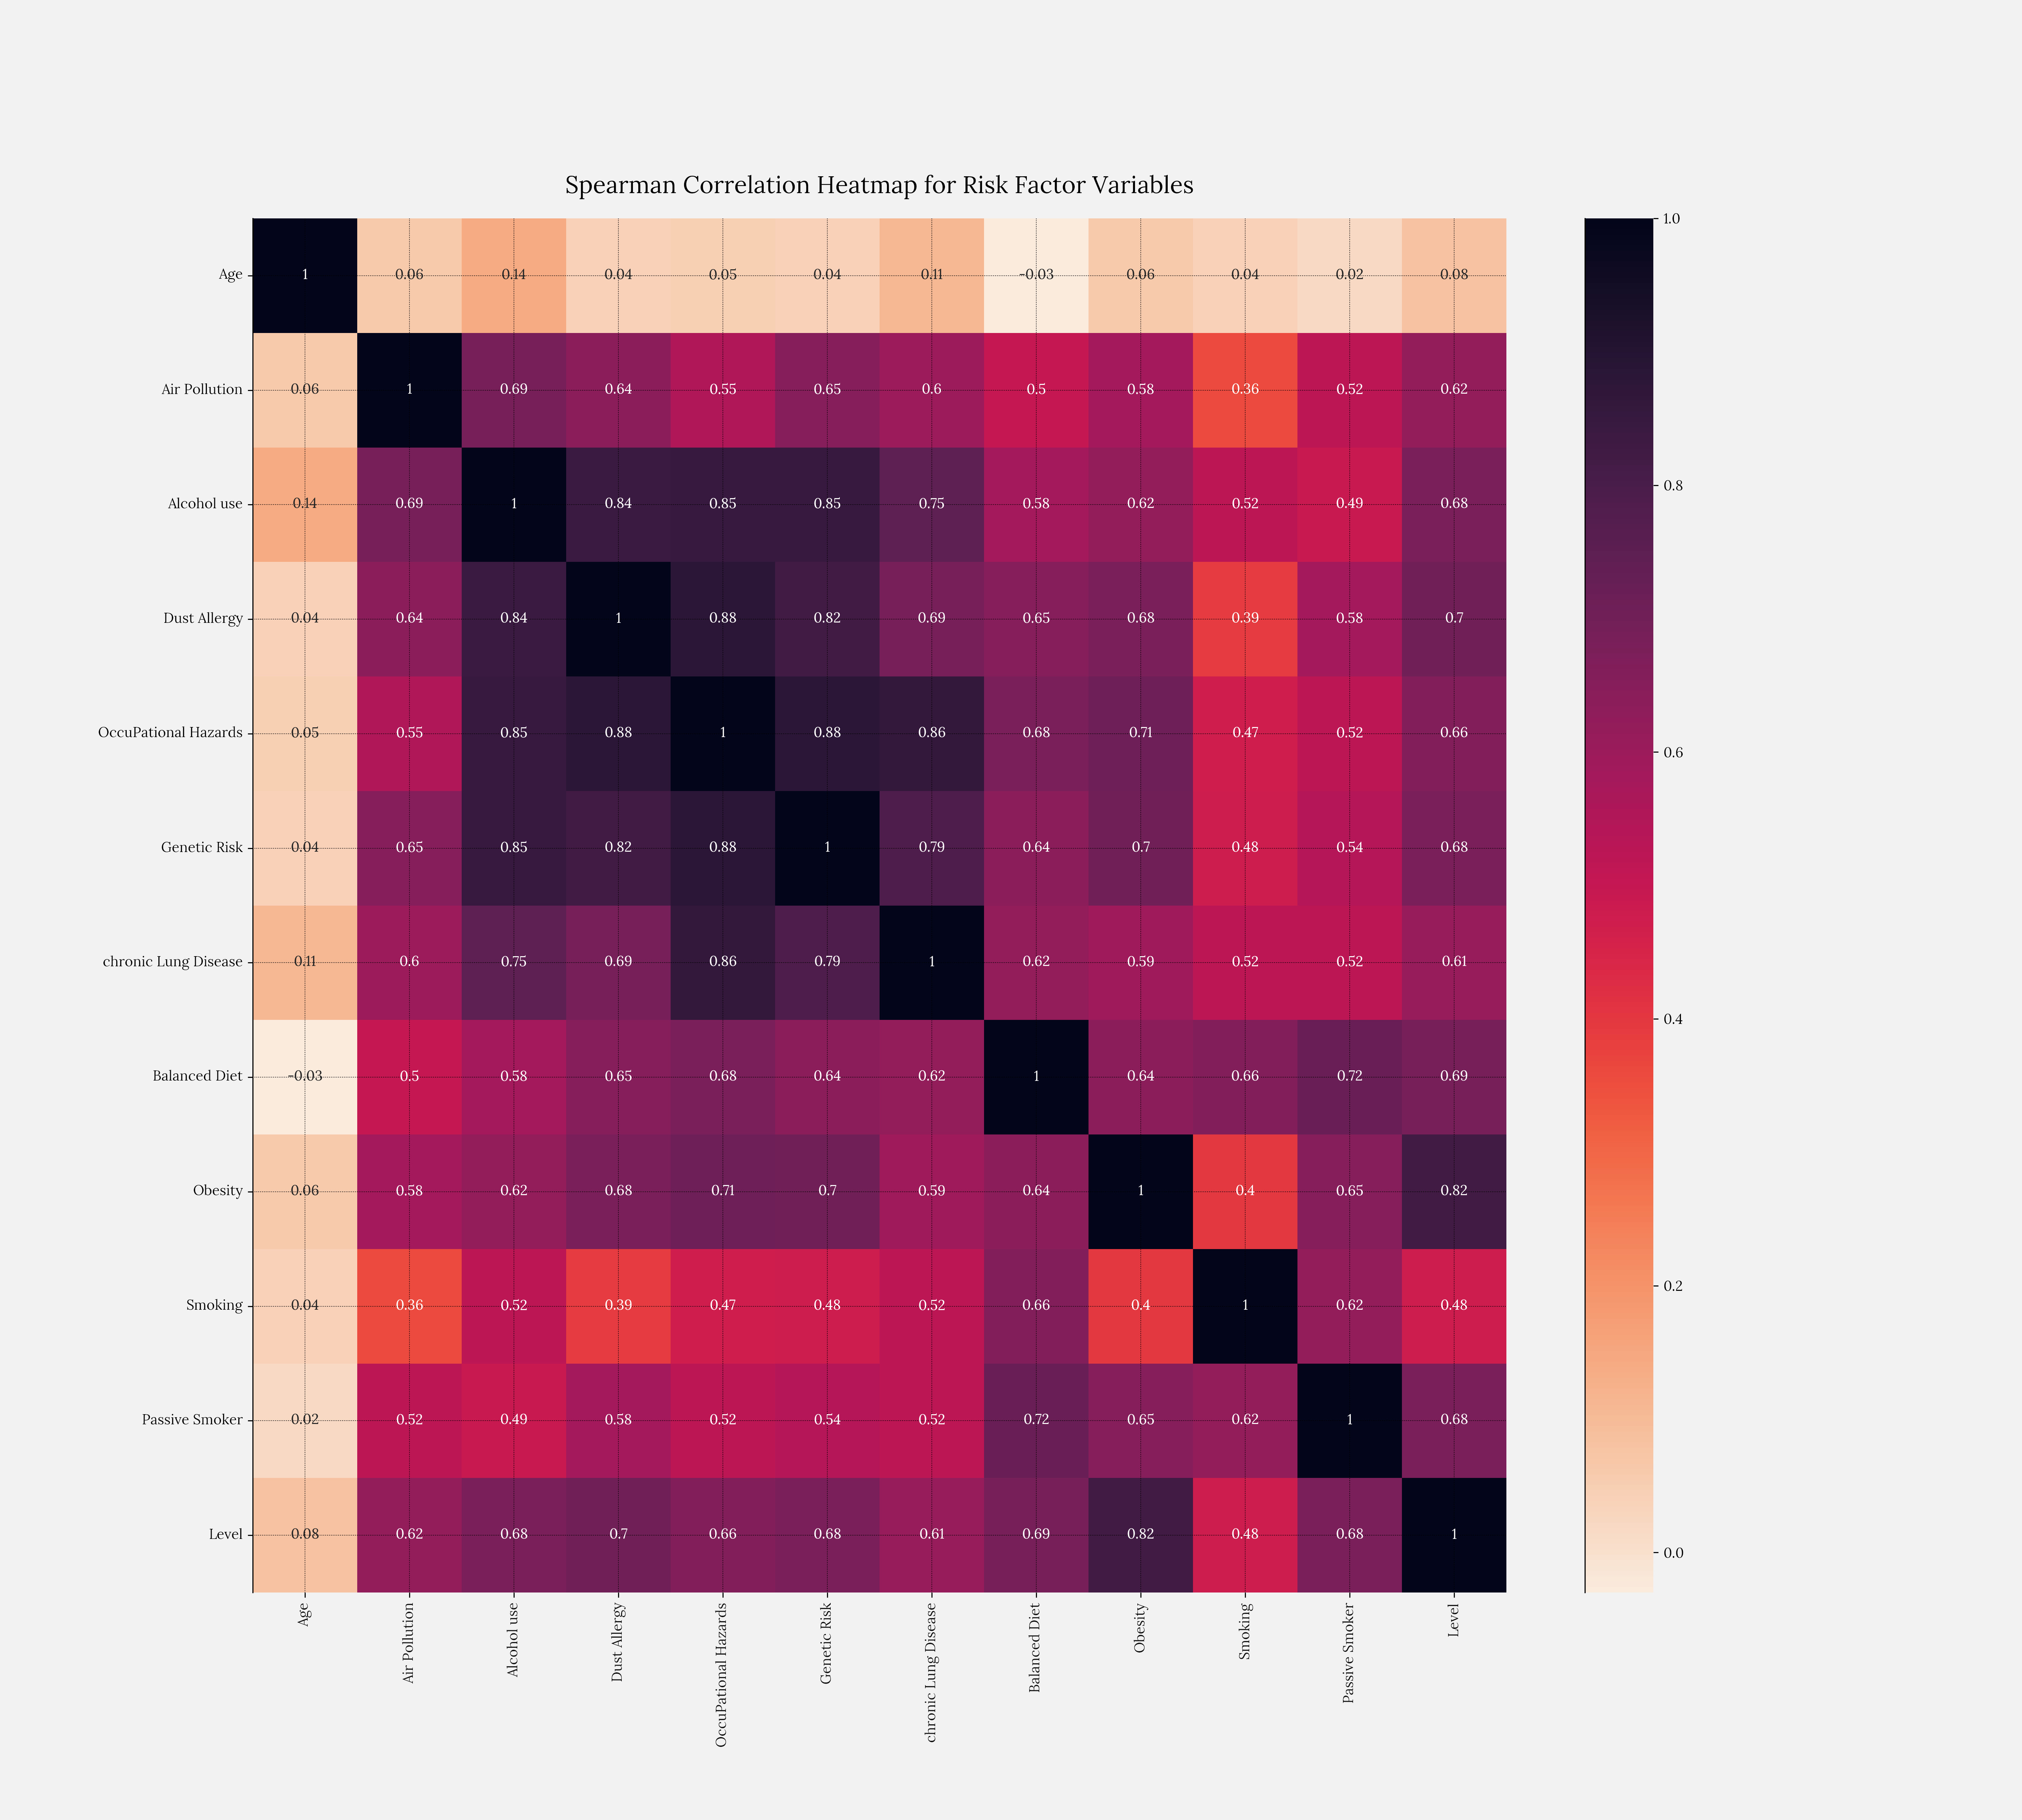 Spearman Correlation Heatmap for Risk Factor Variables
1.0
Age 1 0.06 0.14 0.04 0.05 0.04 0.11 -0.03 0.06 0.04 0.02 0.08
Air Pollution 0.06 1 0.69 0.64 0.55 0.65 0.6 0.5 0.58 0.36 0.52 0.62
0.8
Alcohol use 0.14 0.69 1 0.84 0.85 0.85 0.75 0.58 0.62 0.52 0.49 0.68
Dust Allergy 0.04 0.64 0.84 1 0.88 0.82 0.69 0.65 0.68 0.39 0.58 0.7
OccuPational Hazards 0.05 0.55 0.85 0.88 1 0.88 0.86 0.68 0.71 0.47 0.52 0.66
0.6
Genetic Risk 0.04 0.65 0.85 0.82 0.88 1 0.79 0.64 0.7 0.48 0.54 0.68
chronic Lung Disease 0.11 0.6 0.75 0.69 0.86 0.79 1 0.62 0.59 0.52 0.52 0.61
0.4
Balanced Diet -0.03 0.5 0.58 0.65 0.68 0.64 0.62 1 0.64 0.66 0.72 0.69
Obesity 0.06 0.58 0.62 0.68 0.71 0.7 0.59 0.64 1 0.4 0.65 0.82
0.2
Smoking 0.04 0.36 0.52 0.39 0.47 0.48 0.52 0.66 0.4 1 0.62 0.48
Passive Smoker 0.02 0.52 0.49 0.58 0.52 0.54 0.52 0.72 0.65 0.62 1 0.68
Level 0.08 0.62 0.68 0.7 0.66 0.68 0.61 0.69 0.82 0.48 0.68 1
0.0
Age
Air Pollution
Alcohol use
Dust Allergy
OccuPational Hazards
Genetic Risk
chronic Lung Disease
Balanced Diet
Obesity
Smoking
Passive Smoker
Level